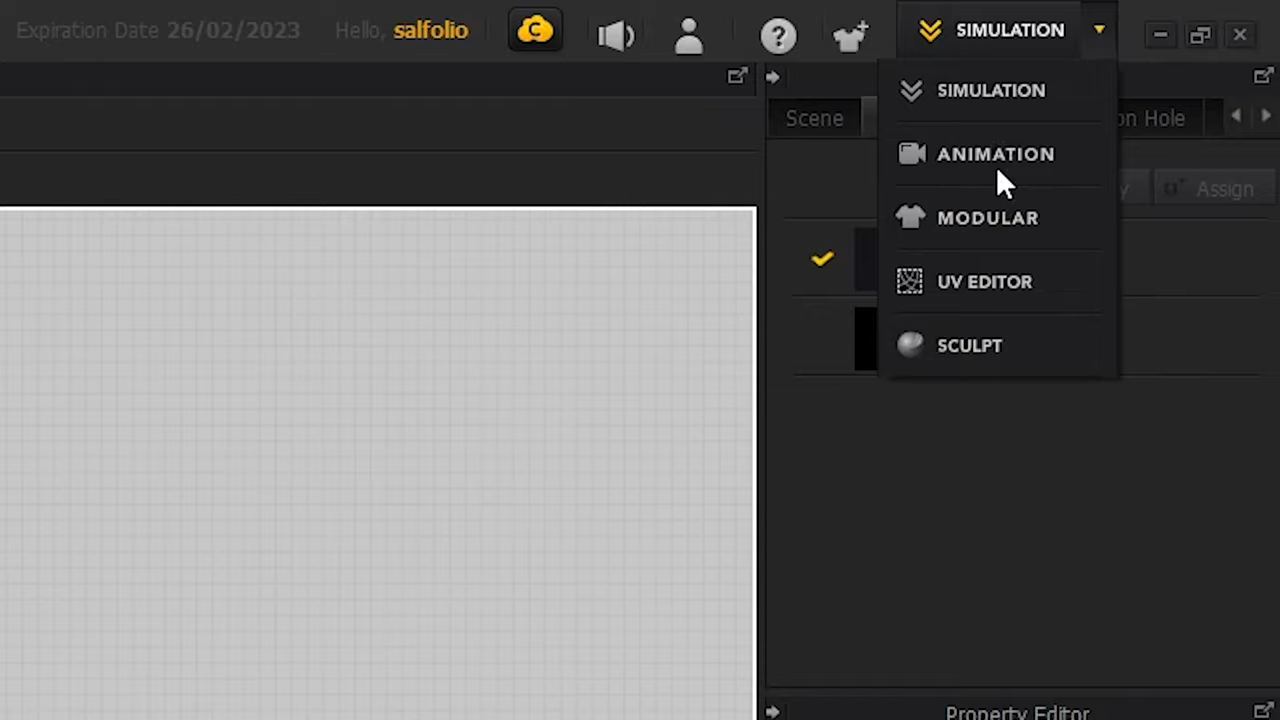 Expiration Date 26/02/2023 Hello, salfolio
SIMULATION
SIMULATION
ANIMATION
MODULAR
UV EDITOR
SCULPT
Scene
on Hole
y
Assign
Property Editor